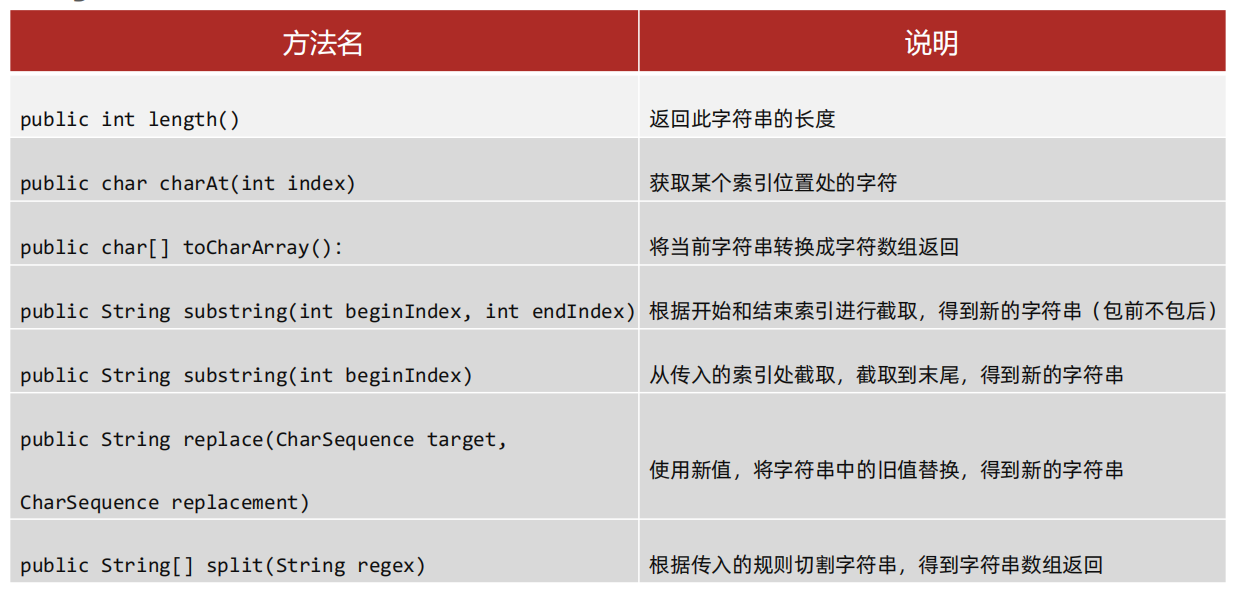 方法名 说明
public int length() 返回此字符串的长度
public char charAt(int index) 获取某个索引位置处的字符
public char[] toCharArray(): 将当前字符串转换成字符数组返回
public String substring(int beginIndex, int endIndex) 根据开始和结束索引进行截取，得到新的字符串（包前不包后）
public String substring(int beginIndex) 从传入的索引处截取，截取到末尾，得到新的字符串
public String replace(CharSequence target,
CharSequence replacement) 使用新值，将字符串中的旧值替换，得到新的字符串
public String[] split(String regex) 根据传入的规则切割字符串，得到字符串数组返回